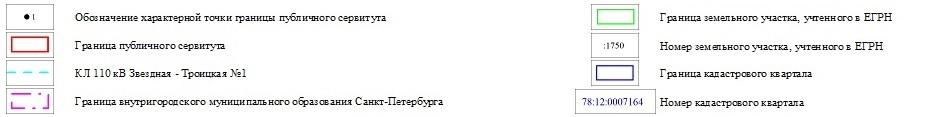 1 Обозначение характерной точки границы публичного сервитута
Граница публичного сервитута
КЛ 110 кВ Звездная - Троицкая №1
Граница внутригородского муниципального образования Санкт-Петербурга
Граница земельного участка, учтенного в ЕГРН
:1750 Номер земельного участка, учтенного в ЕГРН
Граница кадастрового квартала
78:12:0007164 Номер кадастрового квартала